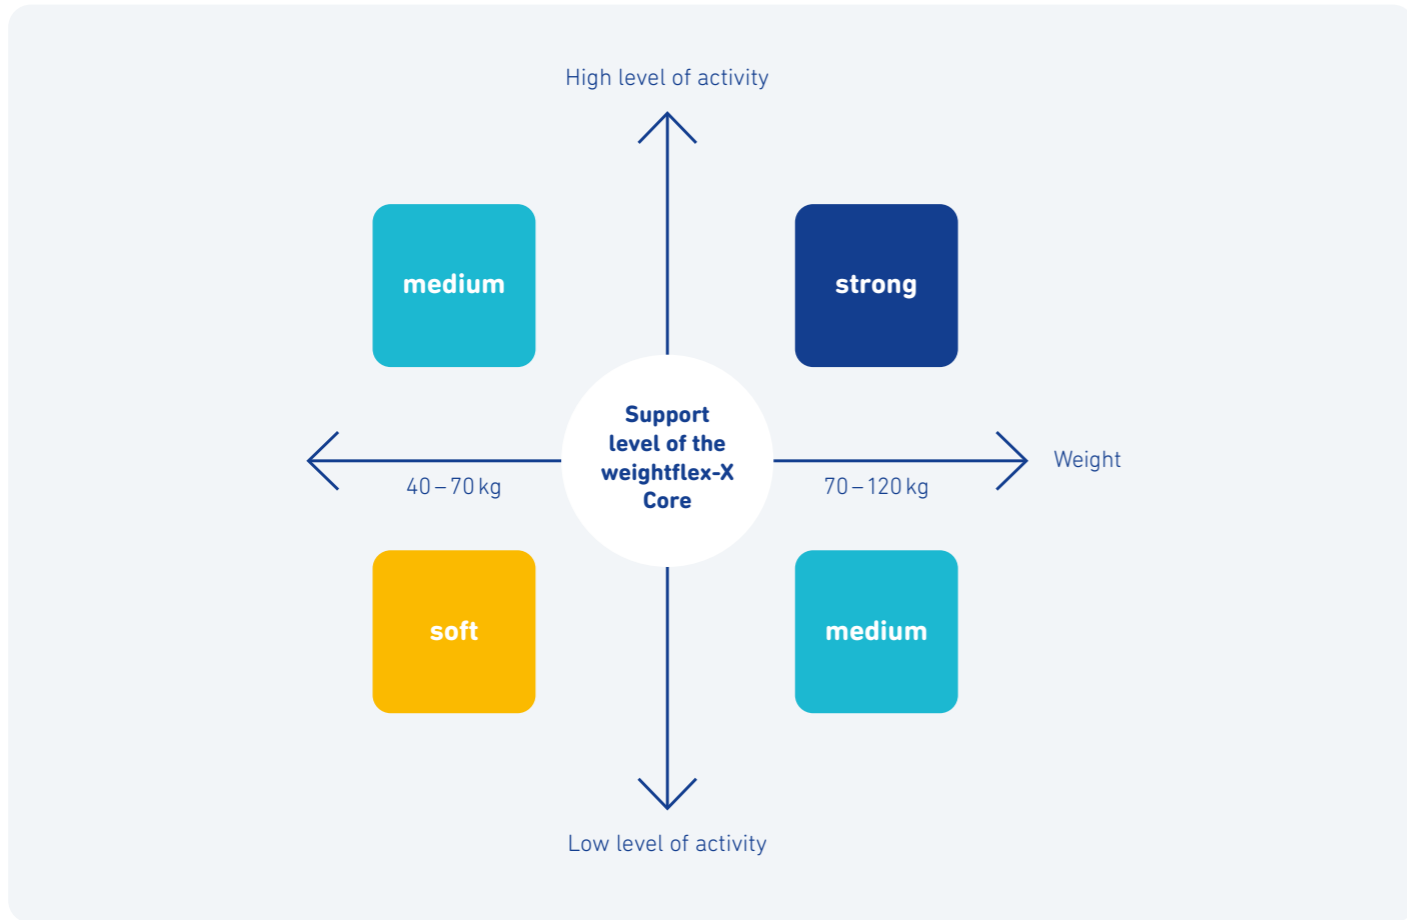 High level of activity
medium
strong
Support
level of the
weightflex-X
Core
Weight
40 – 70 kg
70 – 120 kg
soft
medium
Low level of activity